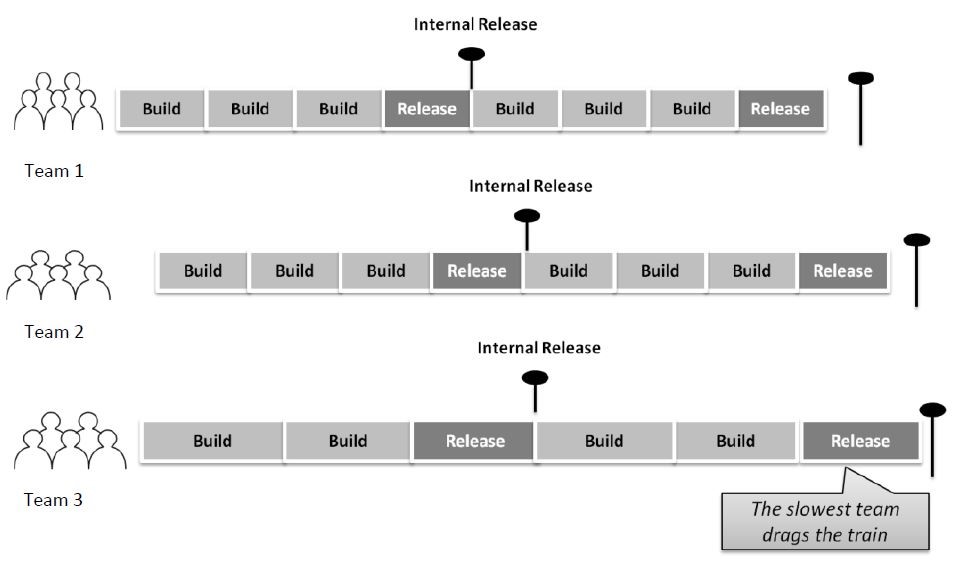 Internal Release
Build Build Build Release Build Build Build Release
Team 1
Internal Release
Build Build Build Release Build Build Build Release
Team 2
Internal Release
Build Build Release Build Build Release
Team 3
The slowest team
drags the train